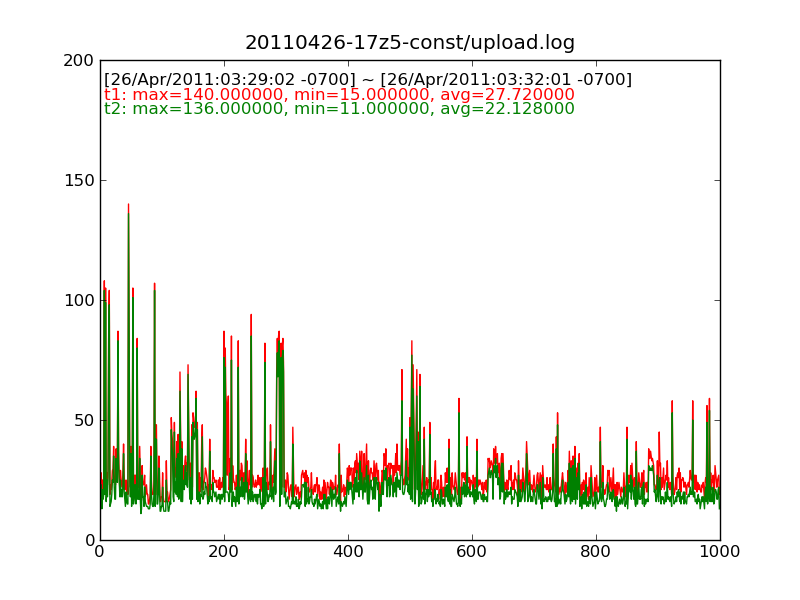 20110426-17z5-const/upload.log
200
[26/Apr/2011:03:29:02 -0700] ~ [26/Apr/2011:03:32:01 -0700]
t1: max=140.000000, min=15.000000, avg=27.720000
t2: max=136.000000, min=11.000000, avg=22.128000
150
100
50
0
0 200 400 600 800 1000